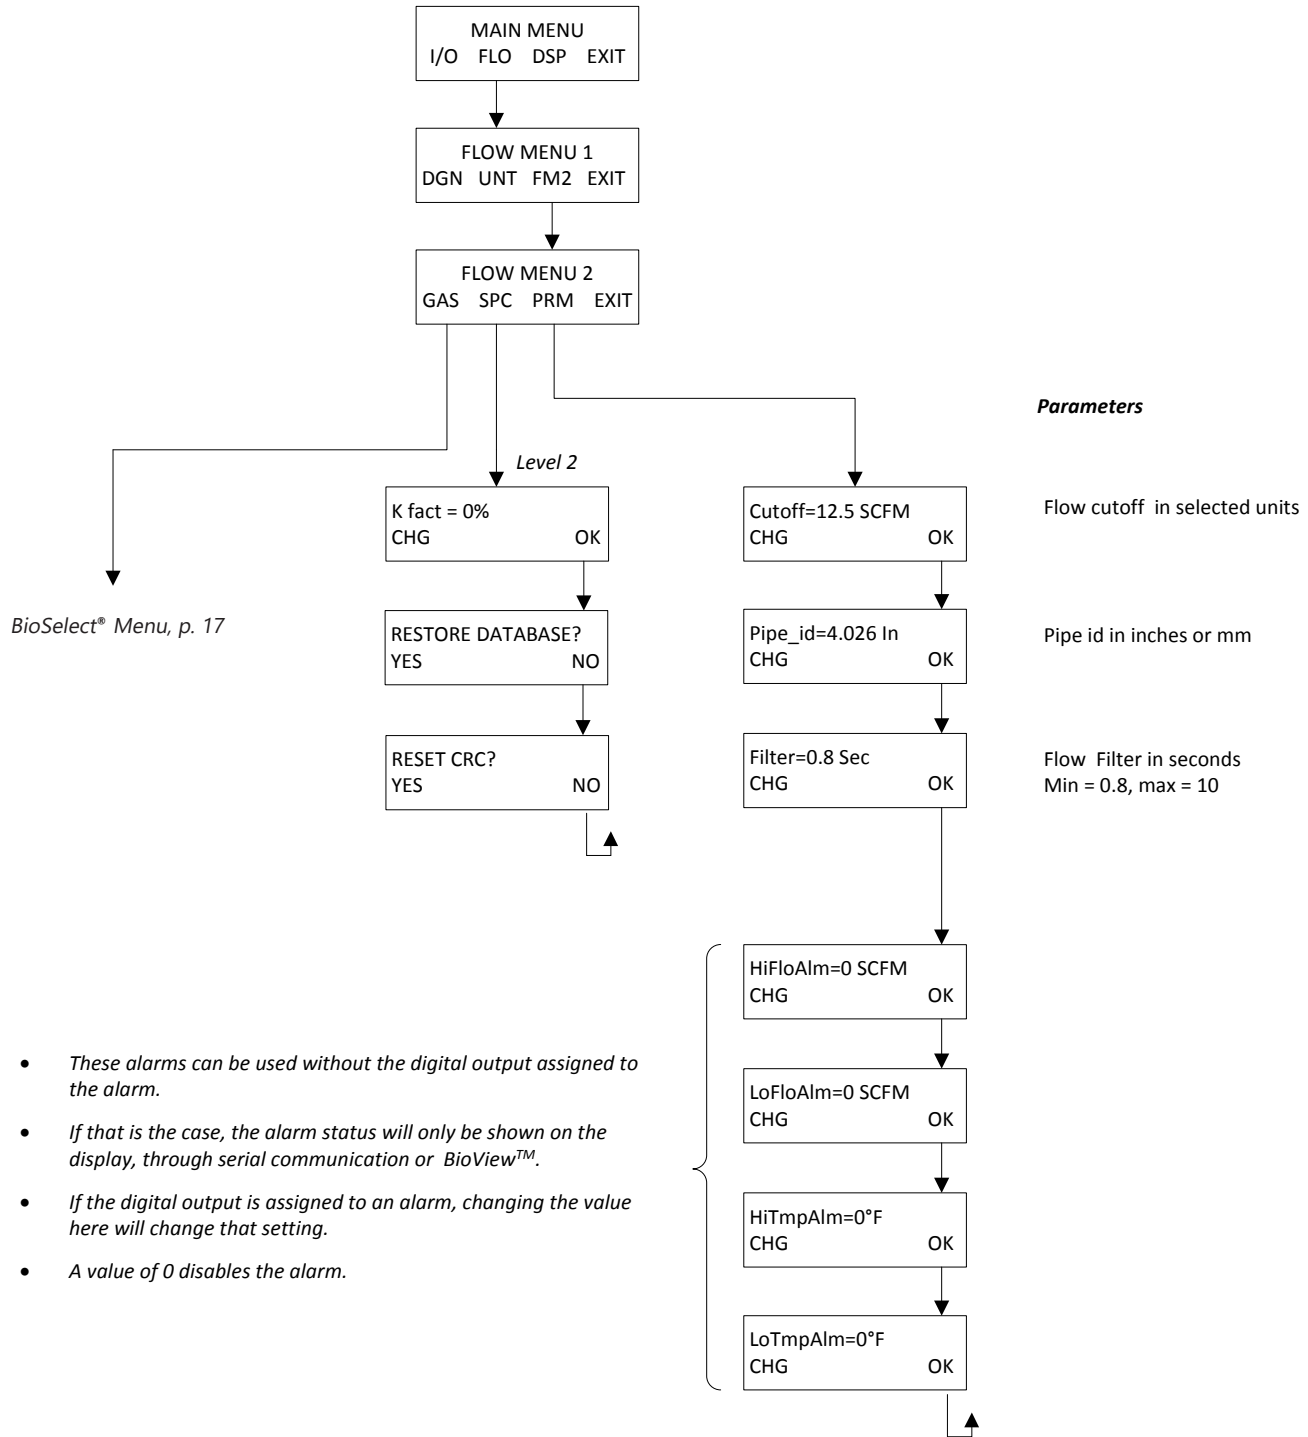 MAIN MENU
I/O FLO DSP EXIT
FLOW MENU 1
DGN UNT FM2 EXIT
FLOW MENU 2
GAS SPC PRM EXIT
BioSelect® Menu, p. 17
Level 2
K fact = 0%
CHG OK
RESTORE DATABASE?
YES NO
RESET CRC?
YES NO
Parameters
Cutoff=12.5 SCFM
CHG OK
Flow cutoff in selected units
Pipe_id=4.026 In
CHG OK
Pipe id in inches or mm
Filter=0.8 Sec
CHG OK
Flow Filter in seconds
Min = 0.8, max = 10
HiFloAlm=0 SCFM
CHG OK
LoFloAlm=0 SCFM
CHG OK
HiTmpAlm=0°F
CHG OK
LoTmpAlm=0°F
CHG OK
• These alarms can be used without the digital output assigned to
the alarm.
• If that is the case, the alarm status will only be shown on the
display, through serial communication or BioView™.
• If the digital output is assigned to an alarm, changing the value
here will change that setting.
• A value of 0 disables the alarm.